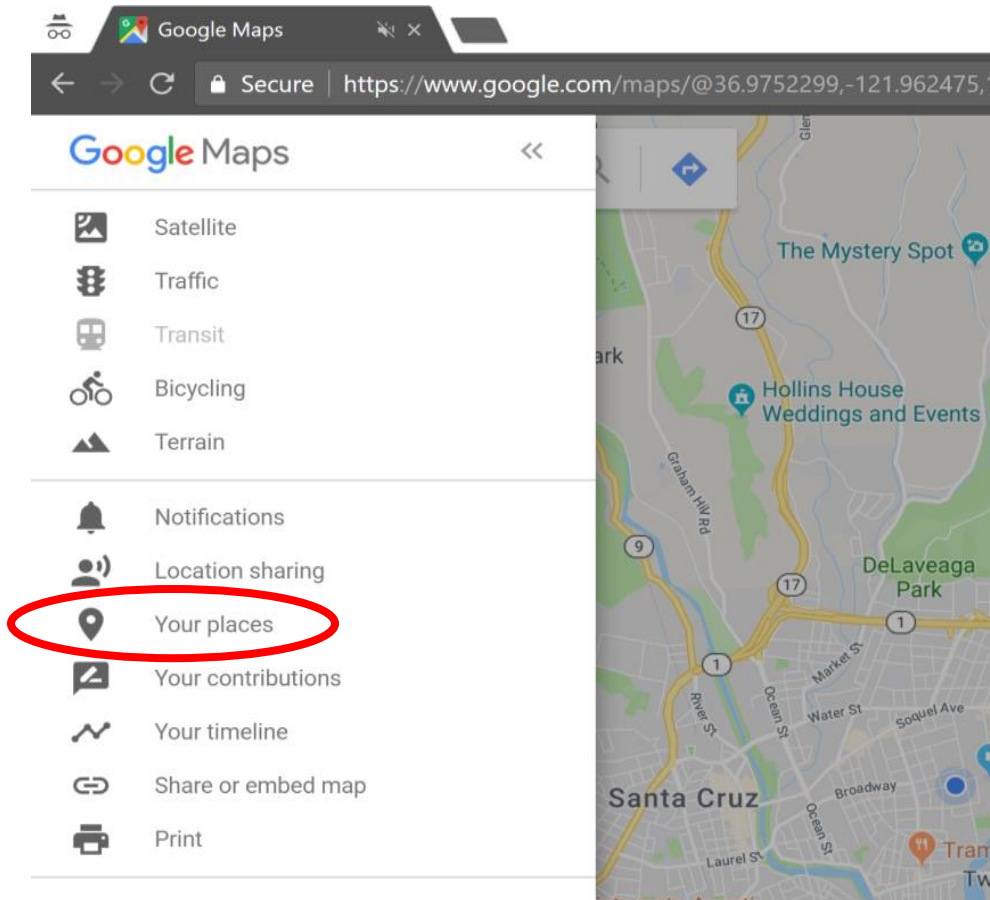 Google Maps
Secure https://www.google.com/maps/@36.9752299,-121.962475,
Google Maps
Satellite
Traffic
Transit
Bicycling
Terrain
Notifications
Location sharing
Your places
Your contributions
Your timeline
Share or embed map
Print
Glen
The Mystery Spot
17
ark
Hollins House
Weddings and Events
Graham Hill Rd
9
DeLaveaga
Park
17
1
1
Market St
River St
Ocean St
Water St
Soquel Ave
Santa Cruz
Broadway
Ocean St
Laurel St
Tram
Tw